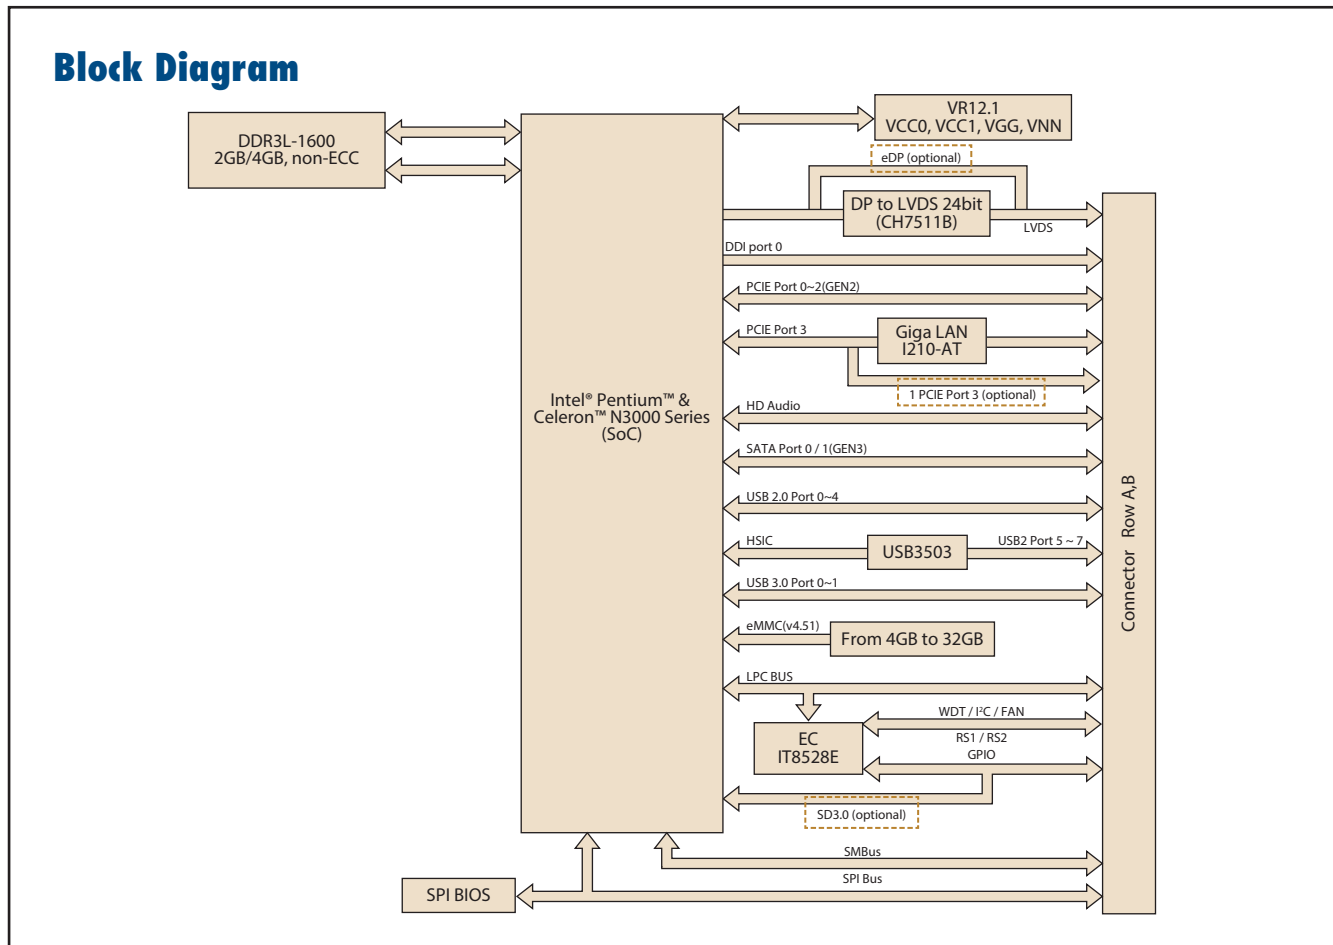 Block Diagram
DDR3L-1600
2GB/4GB, non-ECC
VR12.1
VCC0, VCC1, VGG, VNN
eDP (optional)
DP to LVDS 24bit
(CH7511B)
LVDS
DDI port 0
PCIE Port 0~2(GEN2)
PCIE Port 3
Giga LAN
I210-AT
1 PCIE Port 3 (optional)
Intel® Pentium™ &
Celeron™ N3000 Series
(SoC)
HD Audio
SATA Port 0 / 1(GEN3)
USB 2.0 Port 0~4
HSIC
USB3503
USB2 Port 5 ~ 7
USB 3.0 Port 0~1
eMMC(v4.51)
From 4GB to 32GB
LPC BUS
EC
IT8528E
WDT / I²C / FAN
RS1 / RS2
GPIO
SD3.0 (optional)
SMBus
SPI Bus
SPI BIOS
Connector Row A,B